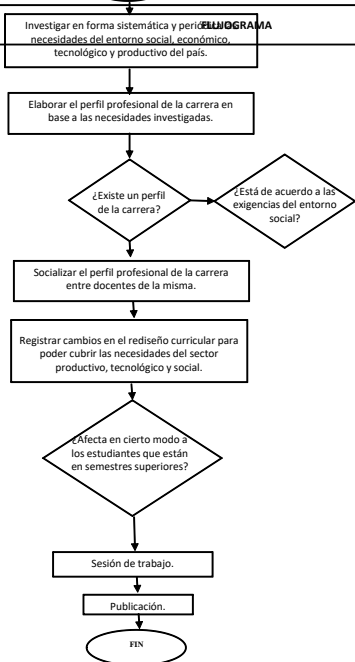 FLUJOGRAMA
Investigar en forma sistemática y
necesidades del entorno social, económico,
tecnológico y productivo del país.
Elaborar el perfil profesional de la carrera en
base a las necesidades investigadas.
¿Existe un perfil
de la carrera?
¿Está de acuerdo a las
exigencias del entorno
social?
Socializar el perfil profesional de la carrera
entre docentes de la misma.
Registrar cambios en el rediseño curricular para
poder cubrir las necesidades del sector
productivo, tecnológico y social.
¿Afecta en cierto modo a
los estudiantes que están
en semestres superiores?
Sesión de trabajo.
Publicación.
FIN